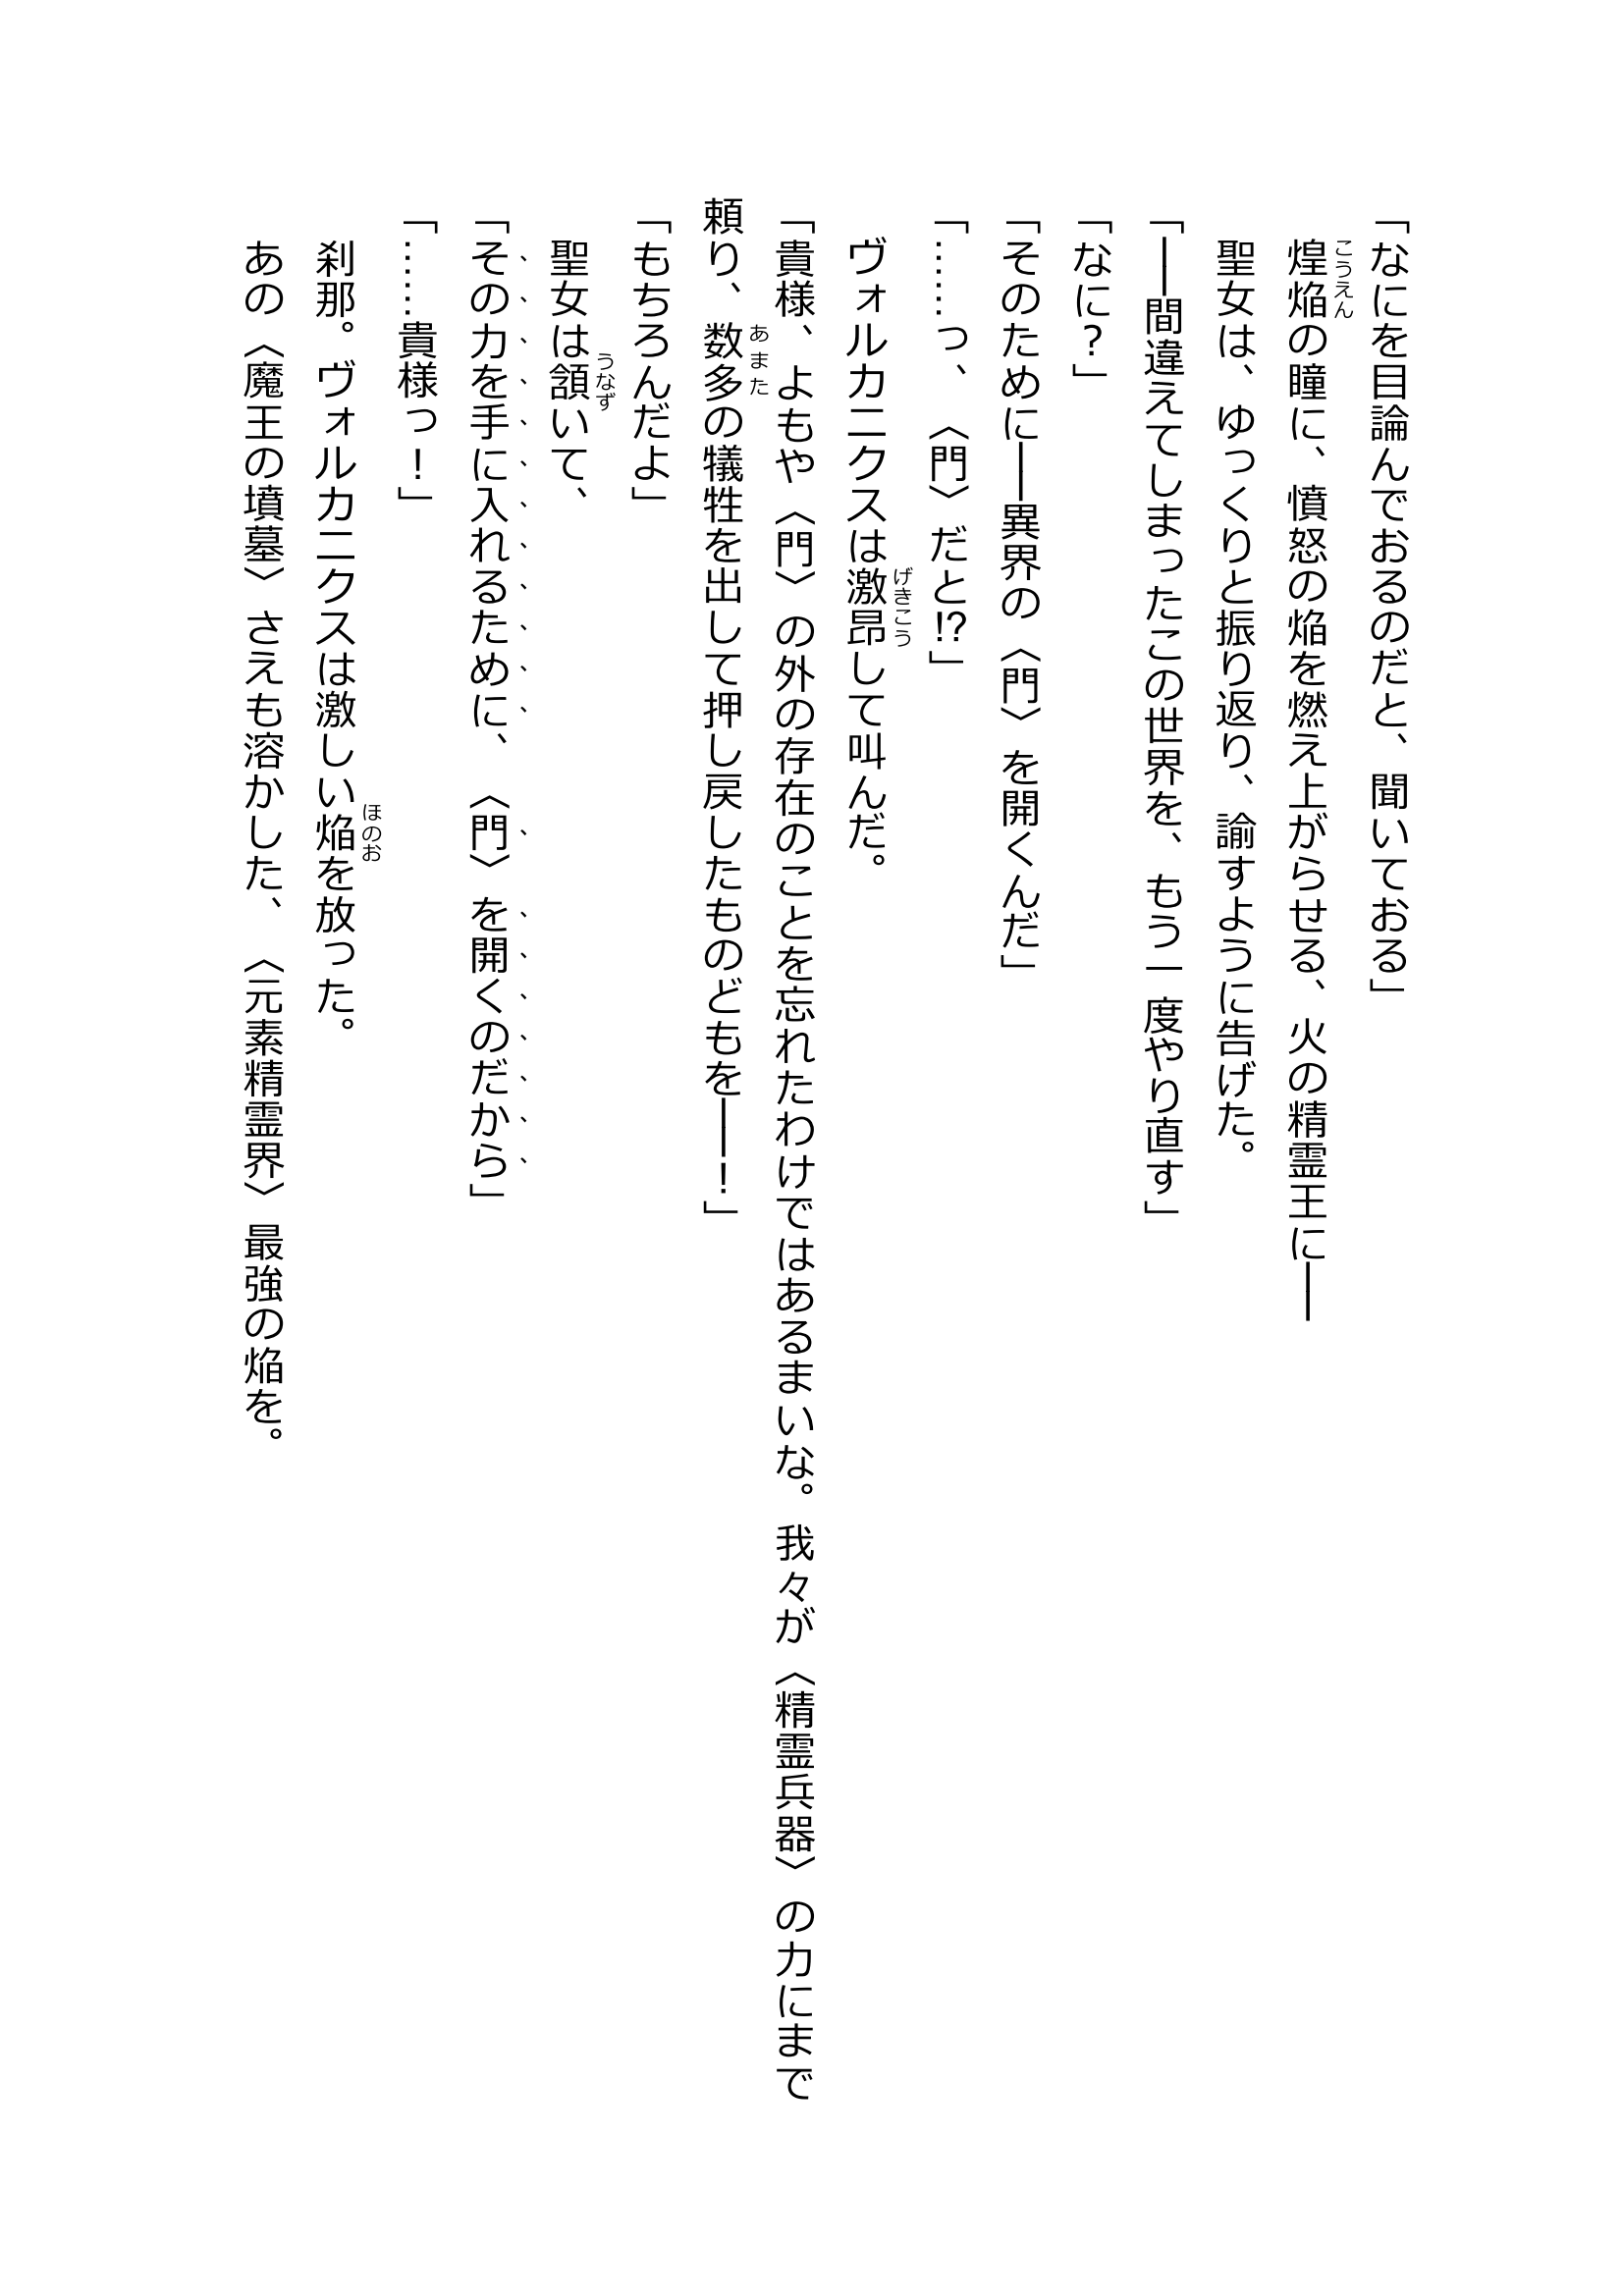 「なにを目論んでおるのだと、聞いておる」
煌焔の瞳に、憤怒の焔を燃え上がらせる、火の精霊王に――
聖女は、ゆっくりと振り返り、諭すように告げた。
「――間違えてしまったこの世界を、もう一度やり直す」
「なに？」
「そのために――異界の〈門〉を開くんだ」
「……っ、〈門〉だと⁉」
ヴォルカニクスは激昂して叫んだ。
「貴様、よもや〈門〉の外の存在のことを忘れたわけではあるまいな。我々が〈精霊兵器〉の力にまで
頼り、数多の犠牲を出して押し戻したものどもを――！」
「もちろんだよ」
聖女は頷いて、
「その力を手に入れるために、〈門〉を開くのだから」
「……貴様っ！」
刹那。ヴォルカニクスは激しい焔を放った。
あの〈魔王の墳墓〉さえも溶かした、〈元素精霊界〉最強の焔を。